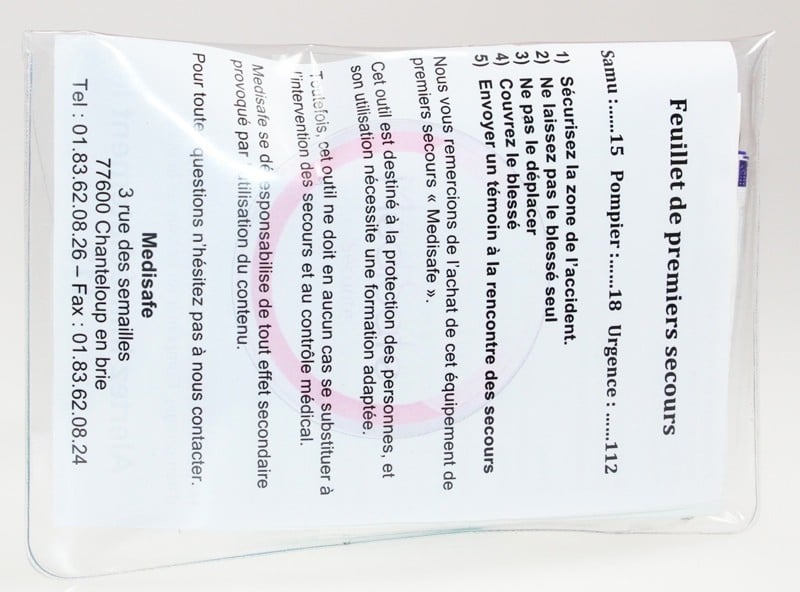 Feuillet de premiers secours
Samu :......15 Pompier :......18 Urgence : ......112
1) Sécurisez la zone de l'accident.
2) Ne laissez pas le blessé seul
3) Ne pas le déplacer
4) Couvrez le blessé
5) Envoyer un témoin à la rencontre des secours
Nous vous remercions de l'achat de cet équipement de
premiers secours « Medisafe ».
Cet outil est destiné à la protection des personnes, et
son utilisation nécessite une formation adaptée.
Toutefois, cet outil ne doit en aucun cas se substituer à
l'intervention des secours et au contrôle médical.
Medisafe se déresponsabilise de tout effet secondaire
provoqué par l'utilisation du contenu.
Pour toute questions n'hésitez pas à nous contacter.
Medisafe
3 rue des semailles
77600 Chanteloup en brie
Tel : 01.83.62.08.26 – Fax : 01.83.62.08.24